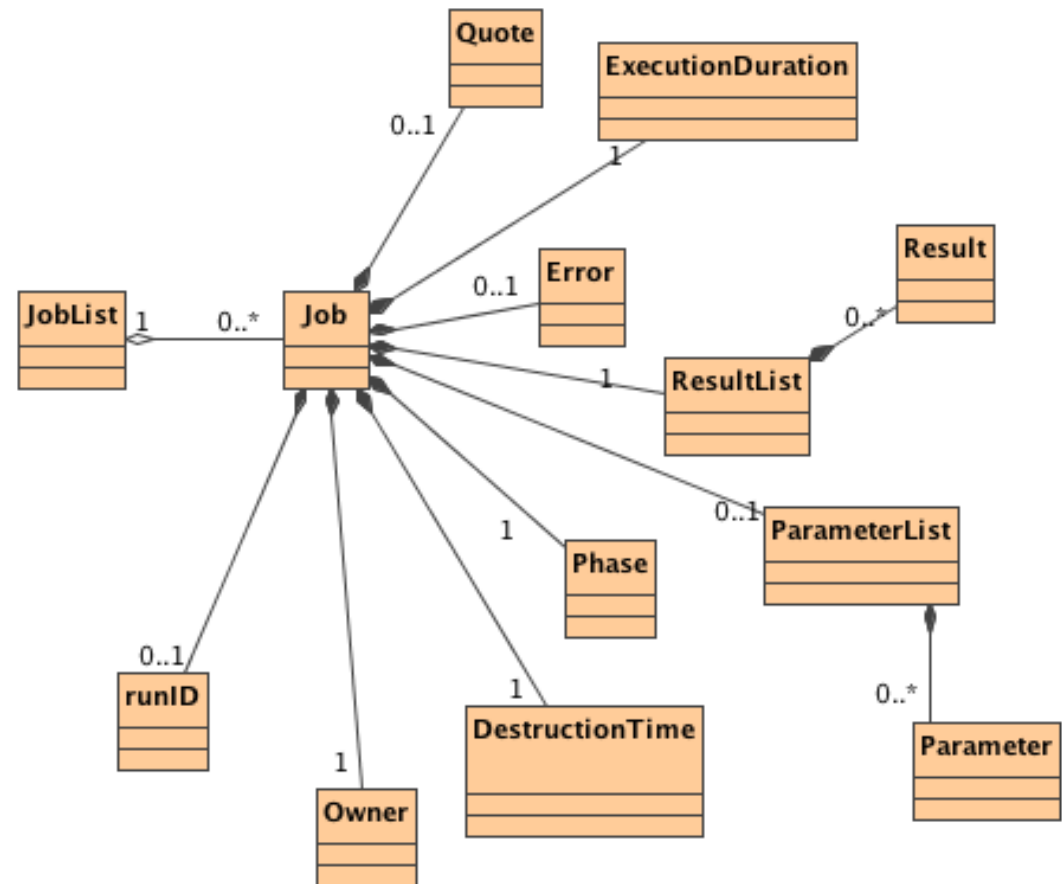 Quote
ExecutionDuration
0..1
1
Result
Error
0..1
JobList
1
0..*
Job
0..*
ResultList
1
0..1
ParameterList
1
Phase
0..1
runID
1
DestructionTime
0..*
Parameter
1
Owner